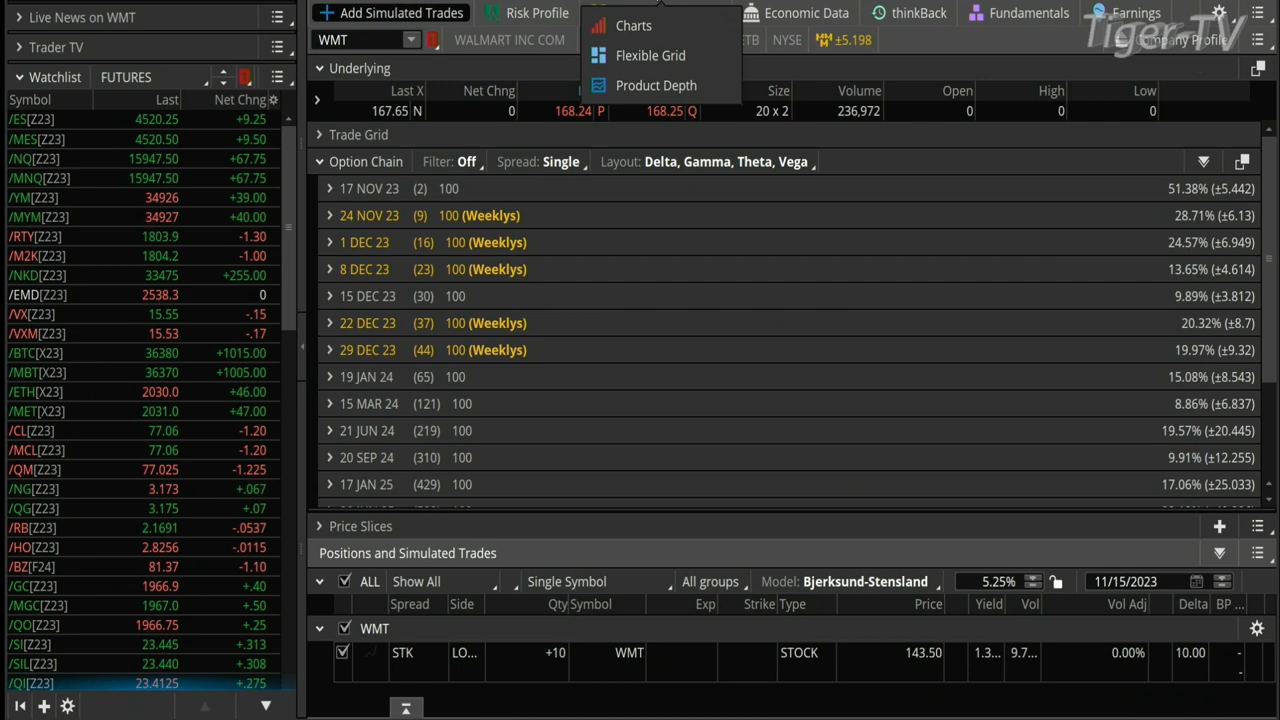 Live News on WMT
Trader TV
Watchlist FUTURES
Symbol Last Net Chng
/ES[Z23] 4520.25 +9.25
/MES[Z23] 4520.50 +9.50
/NQ[Z23] 15947.50 +67.75
/MNQ[Z23] 15947.50 +67.75
/YM[Z23] 34926 +39.00
/MYM[Z23] 34927 +40.00
/RTY[Z23] 1803.9 -1.30
/M2K[Z23] 1804.2 -1.00
/NKD[Z23] 33475 +255.00
/EMD[Z23] 2538.3 0
/VX[Z23] 15.55 -.15
/VXM[Z23] 15.53 -.17
/BTC[X23] 36380 +1015.00
/MBT[X23] 36370 +1005.00
/ETH[X23] 2030.0 +46.00
/MET[X23] 2031.0 +47.00
/CL[Z23] 77.06 -1.20
/MCL[Z23] 77.06 -1.20
/QM[Z23] 77.025 -1.225
/NG[Z23] 3.173 +.067
/QG[Z23] 3.175 +.07
/RB[Z23] 2.1691 -.0537
/HO[Z23] 2.8256 -.0115
/BZ[F24] 81.37 -1.10
/GC[Z23] 1966.9 +.40
/MGC[Z23] 1967.0 +.50
/QO[Z23] 1966.75 +.25
/SI[Z23] 23.445 +.313
/SIL[Z23] 23.440 +.308
/QI[Z23] 23.4125 +.275
+ Add Simulated Trades Risk Profile Economic Data thinkBack Fundamentals Earnings
Tiger-TV
WMT WALMART INC COM ETB NYSE ±5.198 Company Profile
Charts
Flexible Grid
Product Depth
Underlying
Last X Net Chng Size Volume Open High Low
167.65 N 0 168.24 P 168.25 Q 20 x 2 236,972 0 0 0
Trade Grid
Option Chain Filter: Off Spread: Single Layout: Delta, Gamma, Theta, Vega
17 NOV 23 (2) 100 51.38% (±5.442)
24 NOV 23 (9) 100 (Weeklys) 28.71% (±6.13)
1 DEC 23 (16) 100 (Weeklys) 24.57% (±6.949)
8 DEC 23 (23) 100 (Weeklys) 13.65% (±4.614)
15 DEC 23 (30) 100 9.89% (±3.812)
22 DEC 23 (37) 100 (Weeklys) 20.32% (±8.7)
29 DEC 23 (44) 100 (Weeklys) 19.97% (±9.32)
19 JAN 24 (65) 100 15.08% (±8.543)
15 MAR 24 (121) 100 8.86% (±6.837)
21 JUN 24 (219) 100 19.57% (±20.445)
20 SEP 24 (310) 100 9.91% (±12.255)
17 JAN 25 (429) 100 17.06% (±25.033)
Price Slices
Positions and Simulated Trades
ALL Show All Single Symbol All groups Model: Bjerksund-Stensland 5.25% 11/15/2023
Spread Side Qty Symbol Exp Strike Type Price Yield Vol Vol Adj Delta BP ...
WMT
STK LO... +10 WMT STOCK 143.50 1.3... 9.7... 0.00% 10.00 -
-